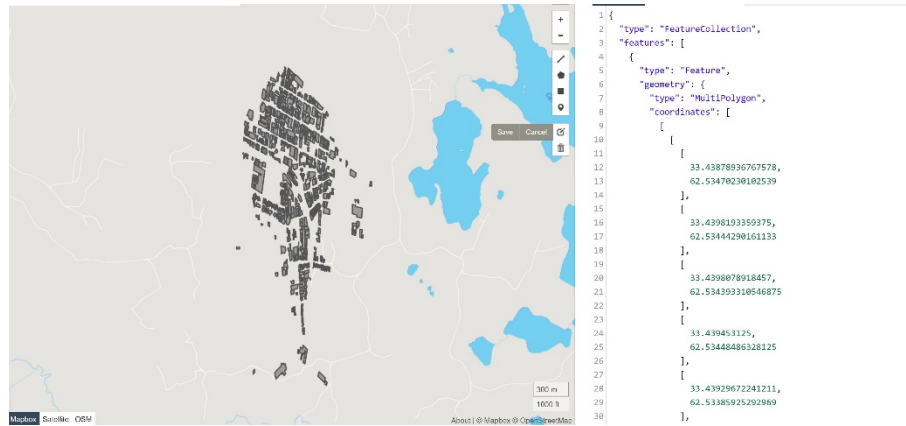 +
-
Save Cancel
300 m
1000 ft
Mapbox Satellite OSM
About | © Mapbox © OpenStreetMap
1 {
2 "type": "FeatureCollection",
3 "features": [
4 {
5 "type": "Feature",
6 "geometry": {
7 "type": "MultiPolygon",
8 "coordinates": [
9 [
10 [
11 [
12 33.43878936767578,
13 62.53470230102539
14 ],
15 [
16 33.4398193359375,
17 62.53444290161133
18 ],
19 [
20 33.4398078918457,
21 62.534393310546875
22 ],
23 [
24 33.439453125,
25 62.53448486328125
26 ],
27 [
28 33.43929672241211,
29 62.53385925292969
30 ],